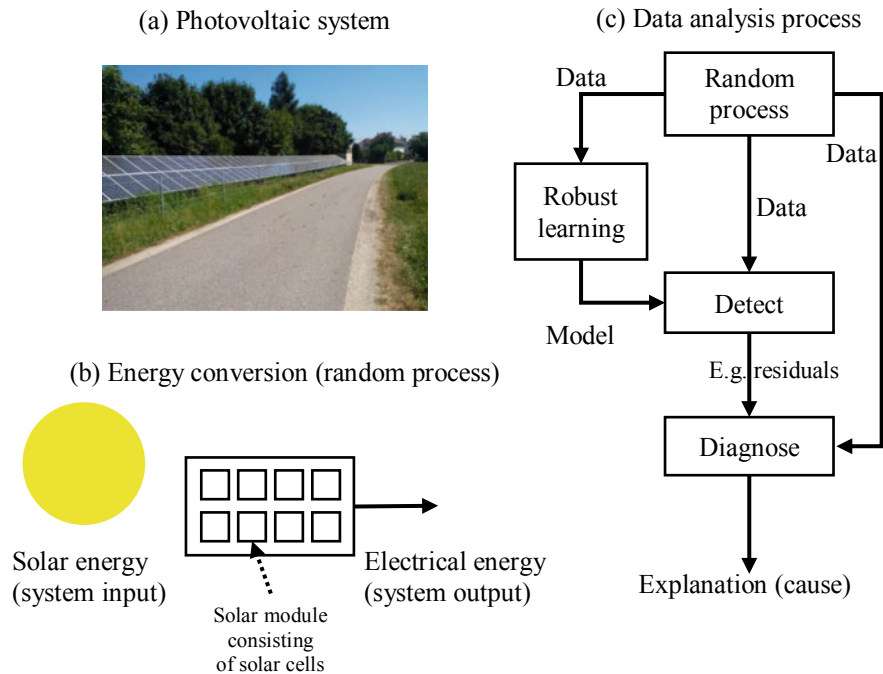 (a) Photovoltaic system
(b) Energy conversion (random process)
Solar energy
(system input)
Solar module
consisting
of solar cells
Electrical energy
(system output)
(c) Data analysis process
Random
process
Data
Data
Data
Robust
learning
Model
Detect
E.g. residuals
Diagnose
Explanation (cause)